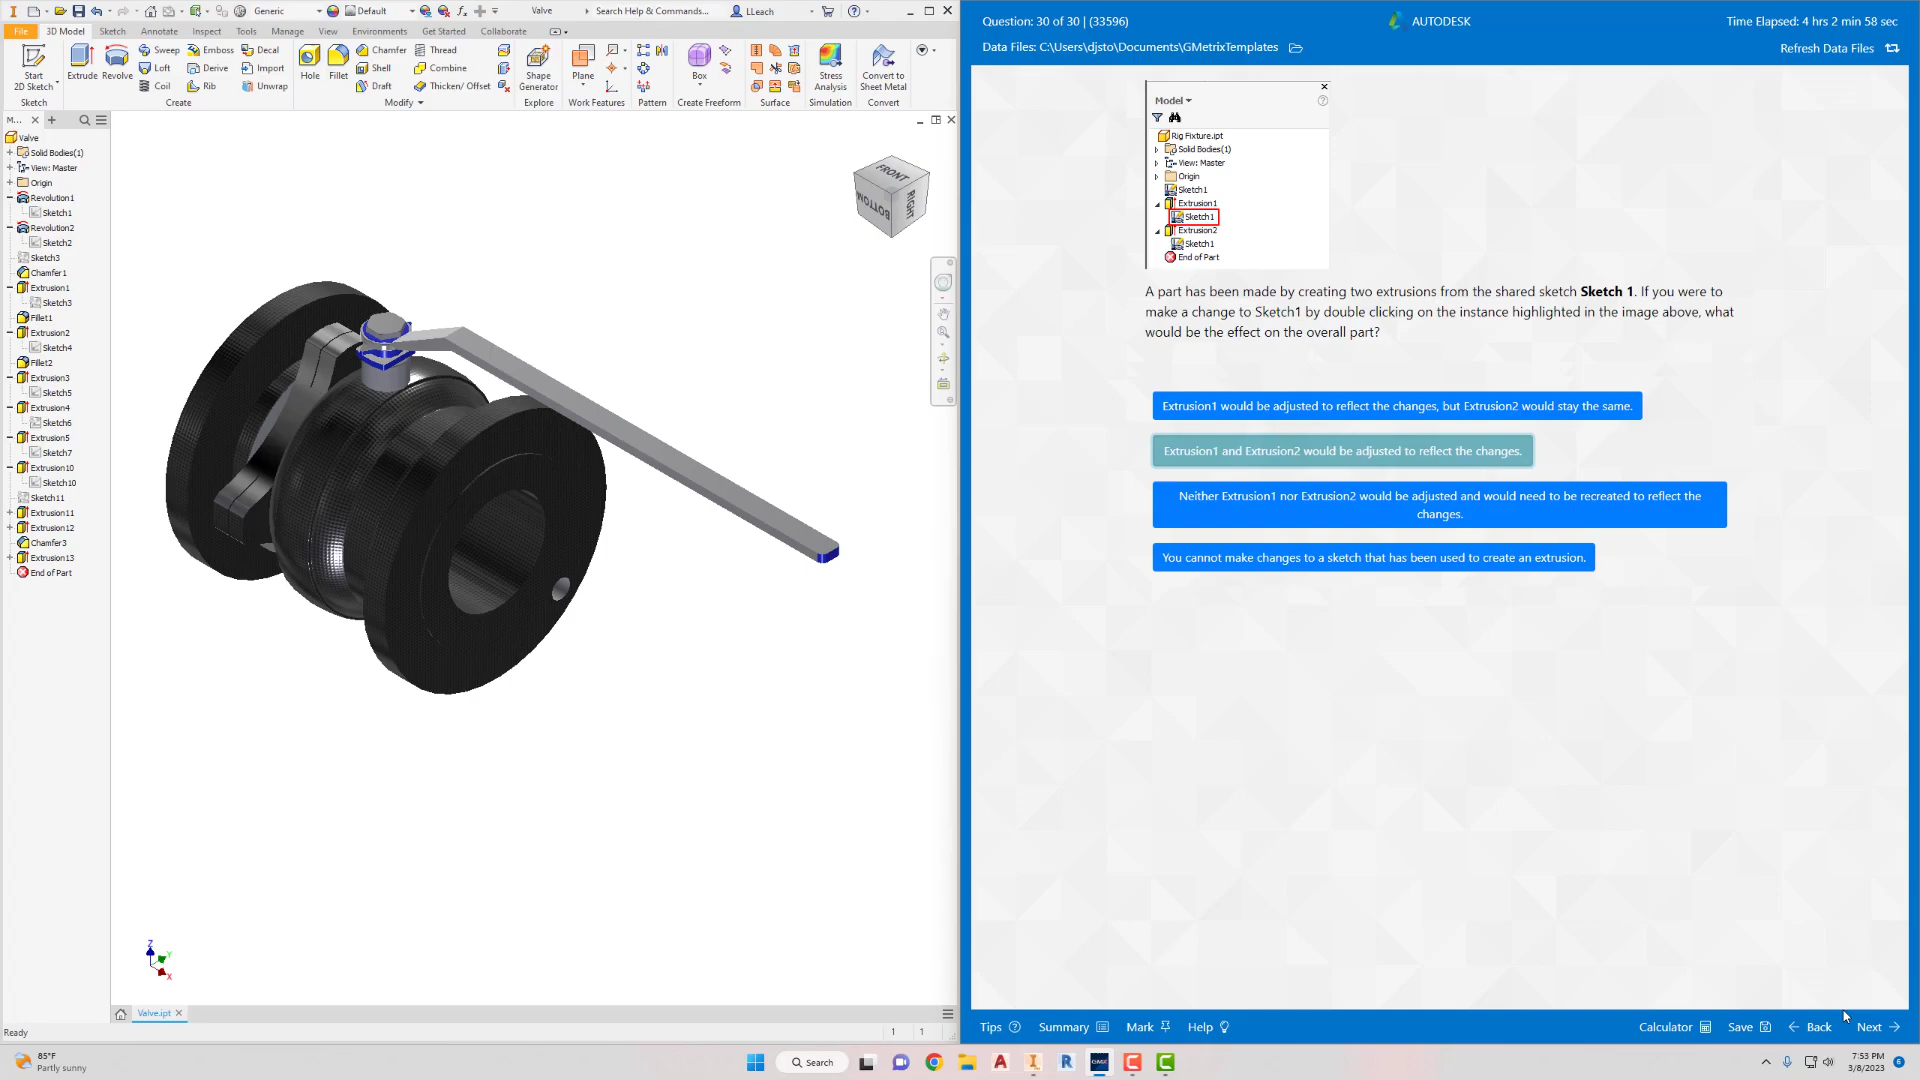 Generic
Default
Valve
Search Help & Commands...
LLeach
File
3D Model
Sketch
Annotate
Inspect
Tools
Manage
View
Environments
Get Started
Collaborate
Start
2D Sketch
Sketch
Extrude
Revolve
Sweep
Loft
Coil
Emboss
Derive
Rib
Decal
Import
Unwrap
Create
Hole
Fillet
Chamfer
Shell
Draft
Thread
Combine
Thicken/ Offset
Modify
Shape
Generator
Explore
Plane
Work Features
Pattern
Box
Create Freeform
Surface
Stress
Analysis
Simulation
Convert to
Sheet Metal
Convert
M...
Valve
Solid Bodies(1)
View: Master
Origin
Revolution1
Sketch1
Revolution2
Sketch2
Sketch3
Chamfer1
Extrusion1
Sketch3
Fillet1
Extrusion2
Sketch4
Fillet2
Extrusion3
Sketch5
Extrusion4
Sketch6
Extrusion5
Sketch7
Extrusion10
Sketch10
Sketch11
Extrusion11
Extrusion12
Chamfer3
Extrusion13
End of Part
FRONT
RIGHT
BOTTOM
Z
Y
X
Valve.ipt
Ready
1 1
Question: 30 of 30 | (33596)
AUTODESK
Time Elapsed: 4 hrs 2 min 58 sec
Data Files: C:\Users\djsto\Documents\GMetrixTemplates
Refresh Data Files
Model
Rig Fixture.ipt
Solid Bodies(1)
View: Master
Origin
Sketch1
Extrusion1
Sketch1
Extrusion2
Sketch1
End of Part
A part has been made by creating two extrusions from the shared sketch Sketch 1. If you were to
make a change to Sketch1 by double clicking on the instance highlighted in the image above, what
would be the effect on the overall part?
Extrusion1 would be adjusted to reflect the changes, but Extrusion2 would stay the same.
Extrusion1 and Extrusion2 would be adjusted to reflect the changes.
Neither Extrusion1 nor Extrusion2 would be adjusted and would need to be recreated to reflect the
changes.
You cannot make changes to a sketch that has been used to create an extrusion.
Tips
Summary
Mark
Help
Calculator
Save
Back
Next
85°F
Partly sunny
Search
7:53 PM
3/8/2023
6